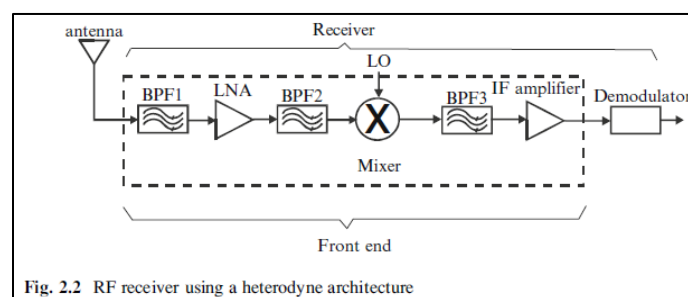 antenna
Receiver
LO
BPF1
LNA
BPF2
BPF3
IF amplifier
Demodulator
X
Mixer
Front end
Fig. 2.2 RF receiver using a heterodyne architecture